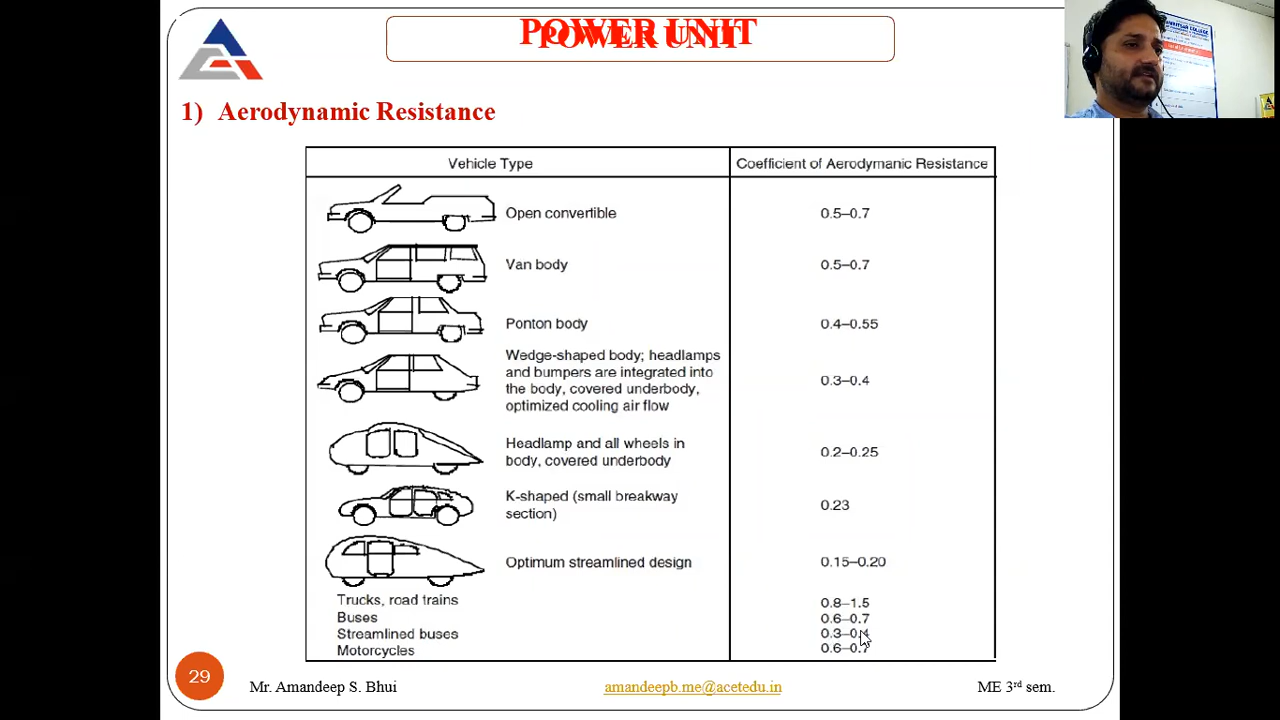 POWER UNIT
POWER UNIT
1) Aerodynamic Resistance
Vehicle Type
Coefficient of Aerodymanic Resistance
Open convertible
0.5–0.7
Van body
0.5–0.7
Ponton body
0.4–0.55
Wedge-shaped body; headlamps
and bumpers are integrated into
the body, covered underbody,
optimized cooling air flow
0.3–0.4
Headlamp and all wheels in
body, covered underbody
0.2–0.25
K-shaped (small breakway
section)
0.23
Optimum streamlined design
0.15–0.20
Trucks, road trains
0.8–1.5
Buses
0.6–0.7
Streamlined buses
0.3–0.4
Motorcycles
0.6–0.7
29
Mr. Amandeep S. Bhui
amandeepb.me@acetedu.in
ME 3rd sem.